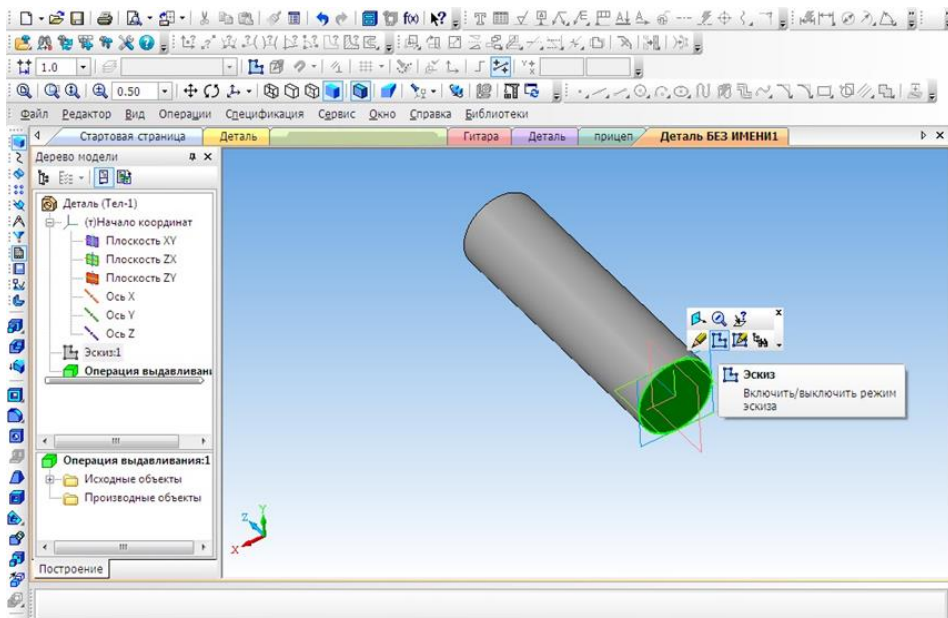 f(x)
1.0
0.50
Файл Редактор Вид Операции Спецификация Сервис Окно Справка Библиотеки
Стартовая страница Деталь Гитара Деталь прицеп Деталь БЕЗ ИМЕНИ1
Дерево модели
Деталь (Тел-1)
(т)Начало координат
Плоскость XY
Плоскость ZX
Плоскость ZY
Ось X
Ось Y
Ось Z
Эскиз:1
Операция выдавливани
Операция выдавливания:1
Исходные объекты
Производные объекты
Построение
Эскиз
Включить/выключить режим
эскиза
Z Y
X